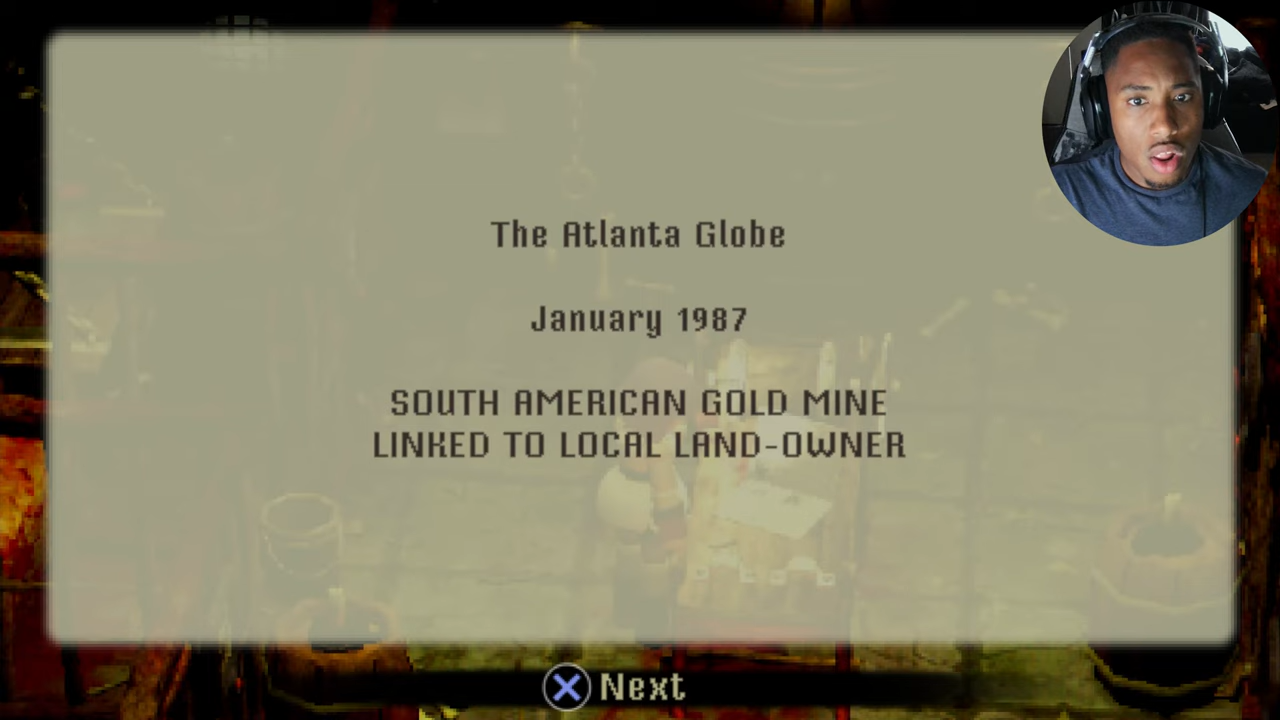 The Atlanta Globe
January 1987
SOUTH AMERICAN GOLD MINE
LINKED TO LOCAL LAND-OWNER
Next